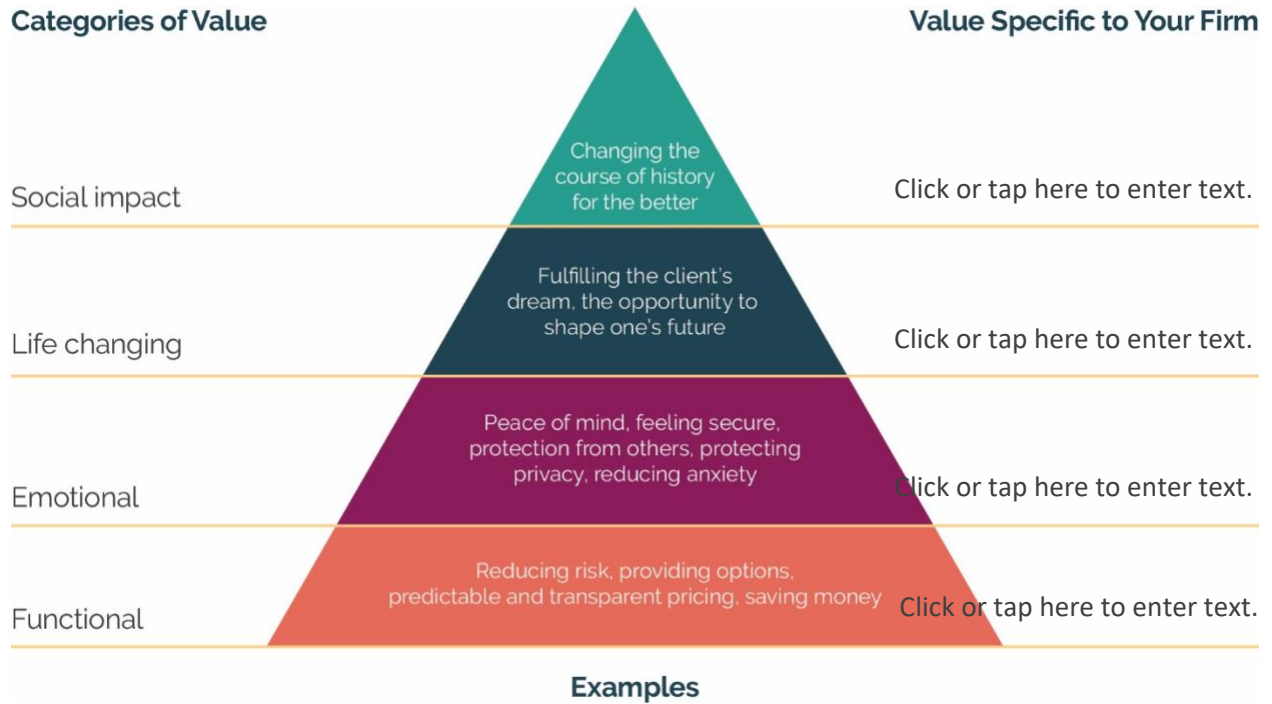 Categories of Value
Value Specific to Your Firm
Changing the
course of history
for the better
Social impact
Click or tap here to enter text.
Fulfilling the client's
dream, the opportunity to
shape one's future
Life changing
Click or tap here to enter text.
Peace of mind, feeling secure,
protection from others, protecting
privacy, reducing anxiety
Emotional
Click or tap here to enter text.
Reducing risk, providing options,
predictable and transparent pricing, saving money
Functional
Click or tap here to enter text.
Examples